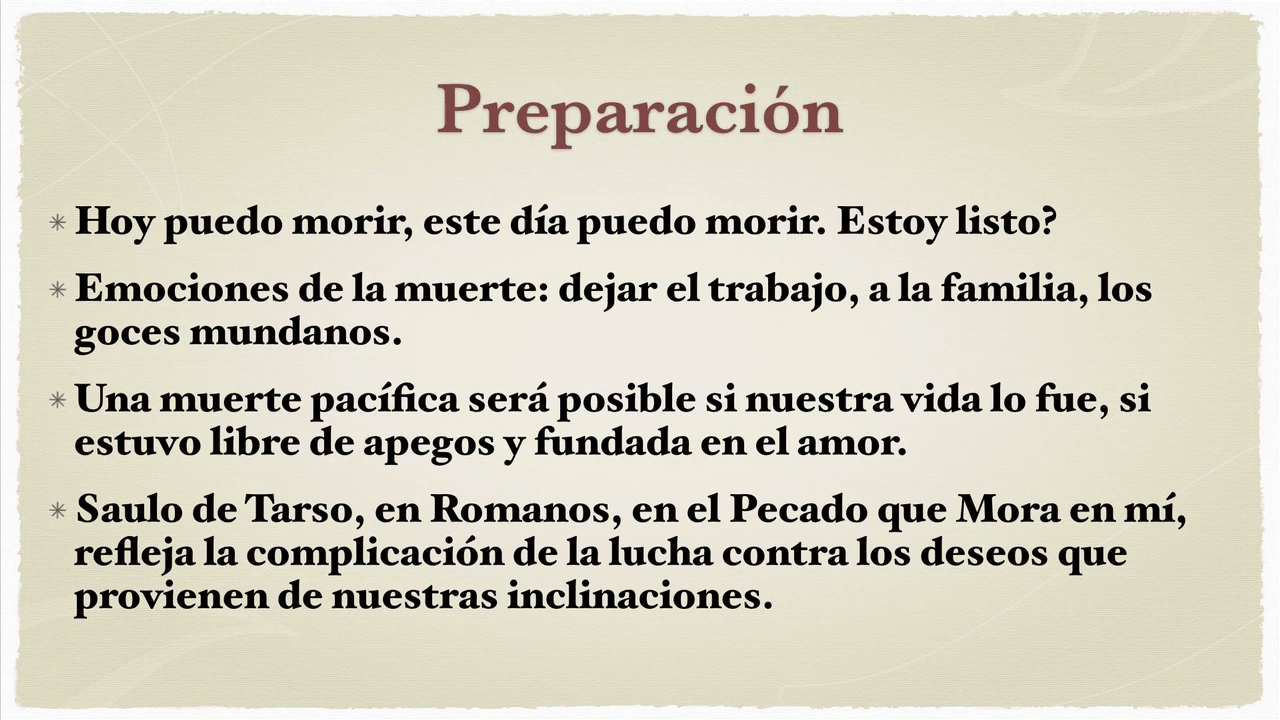 Preparación
Hoy puedo morir, este día puedo morir. Estoy listo?
Emociones de la muerte: dejar el trabajo, a la familia, los
goces mundanos.
Una muerte pacífica será posible si nuestra vida lo fue, si
estuvo libre de apegos y fundada en el amor.
Saulo de Tarso, en Romanos, en el Pecado que Mora en mí,
refleja la complicación de la lucha contra los deseos que
provienen de nuestras inclinaciones.